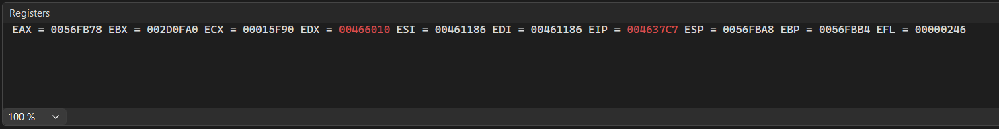 Registers
EAX = 0056FB78 EBX = 002D0FA0 ECX = 00015F90 EDX = 00466010 ESI = 00461186 EDI = 00461186 EIP = 004637C7 ESP = 0056FBA8 EBP = 0056FBB4 EFL = 00000246
100 %